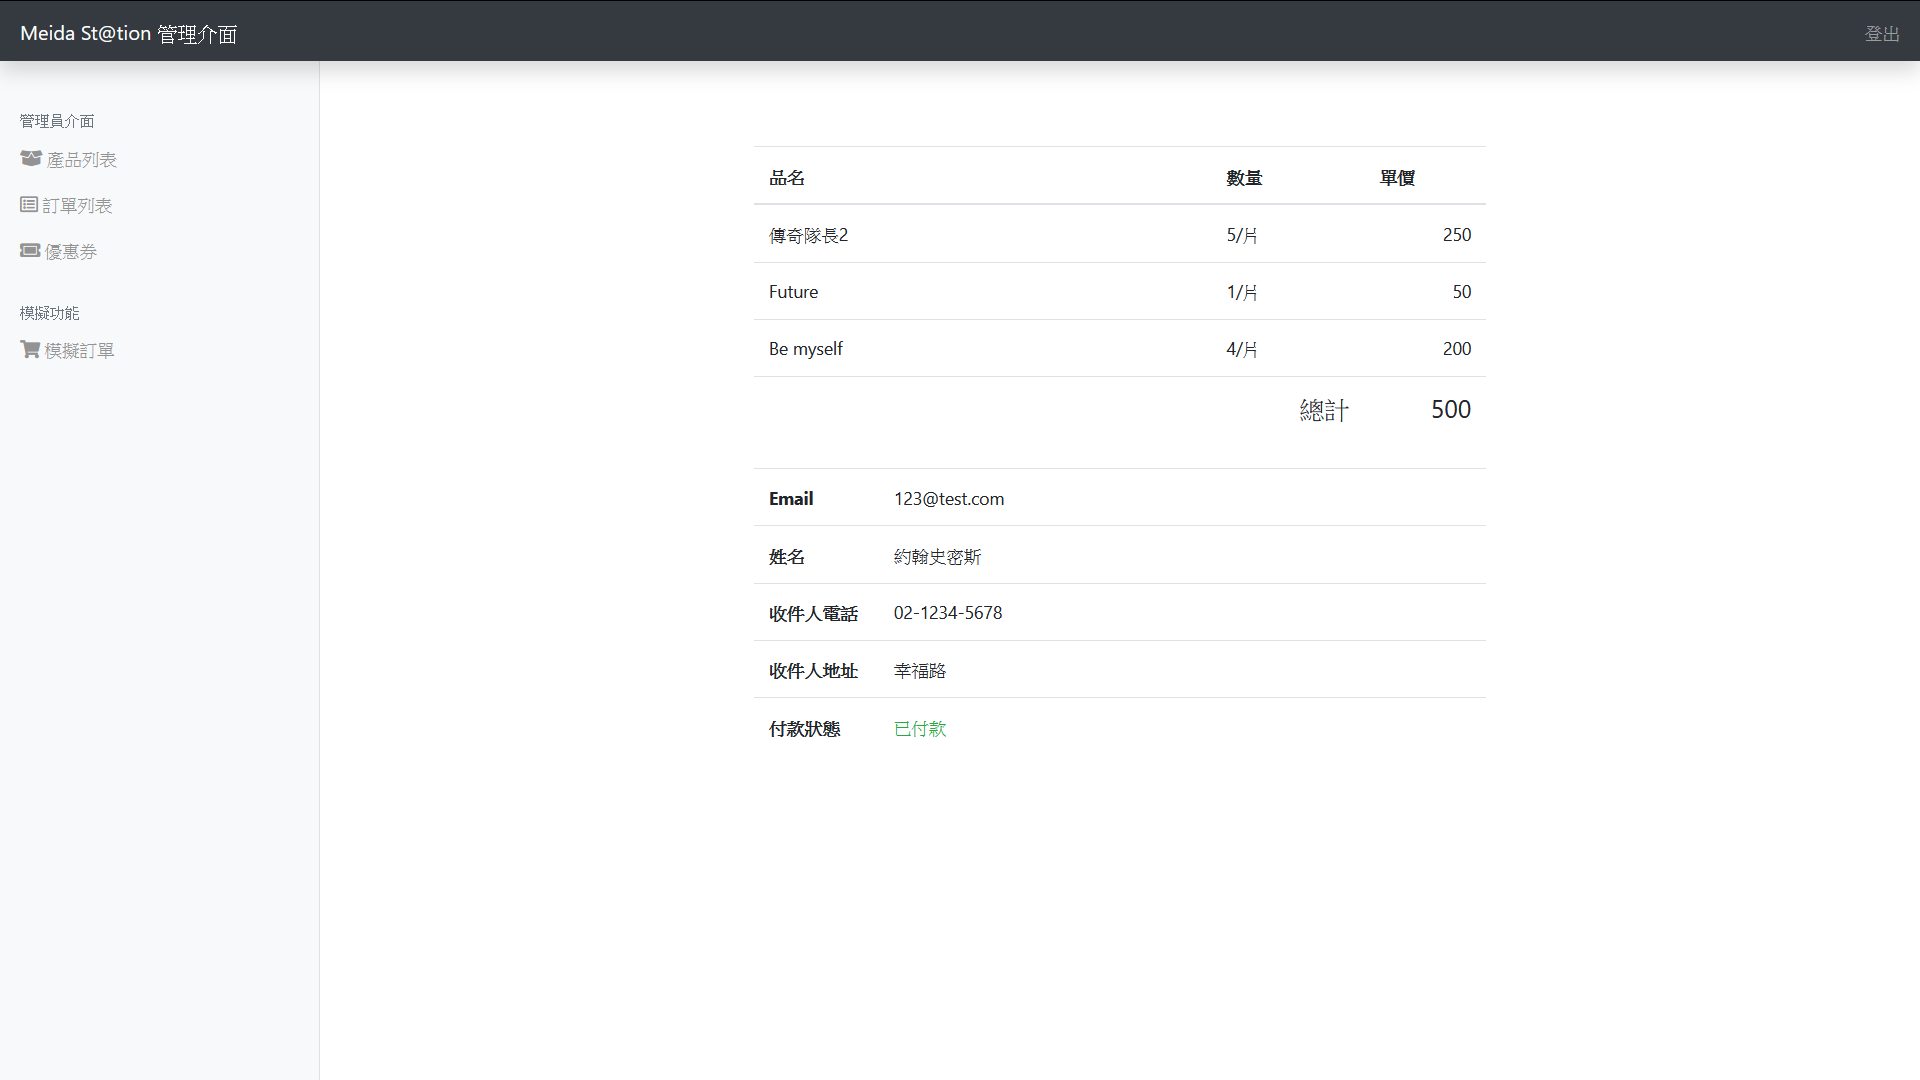 Meida St@tion 管理介面
登出
管理員介面
產品列表
訂單列表
優惠券
模擬功能
模擬訂單
品名 數量 單價
傳奇隊長2 5/片 250
Future 1/片 50
Be myself 4/片 200
總計 500
Email 123@test.com
姓名 約翰史密斯
收件人電話 02-1234-5678
收件人地址 幸福路
付款狀態 已付款